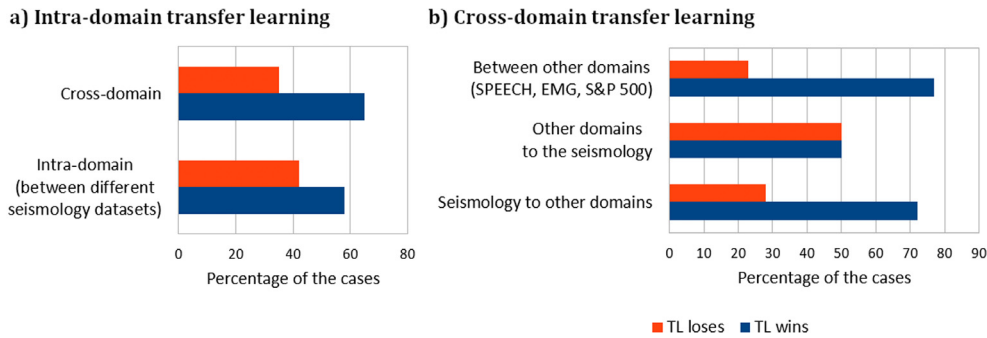 a) Intra-domain transfer learning
Cross-domain
Intra-domain
(between different
seismology datasets)
0 20 40 60 80
Percentage of the cases
b) Cross-domain transfer learning
Between other domains
(SPEECH, EMG, S&P 500)
Other domains
to the seismology
Seismology to other domains
0 10 20 30 40 50 60 70 80 90
Percentage of the cases
TL loses TL wins